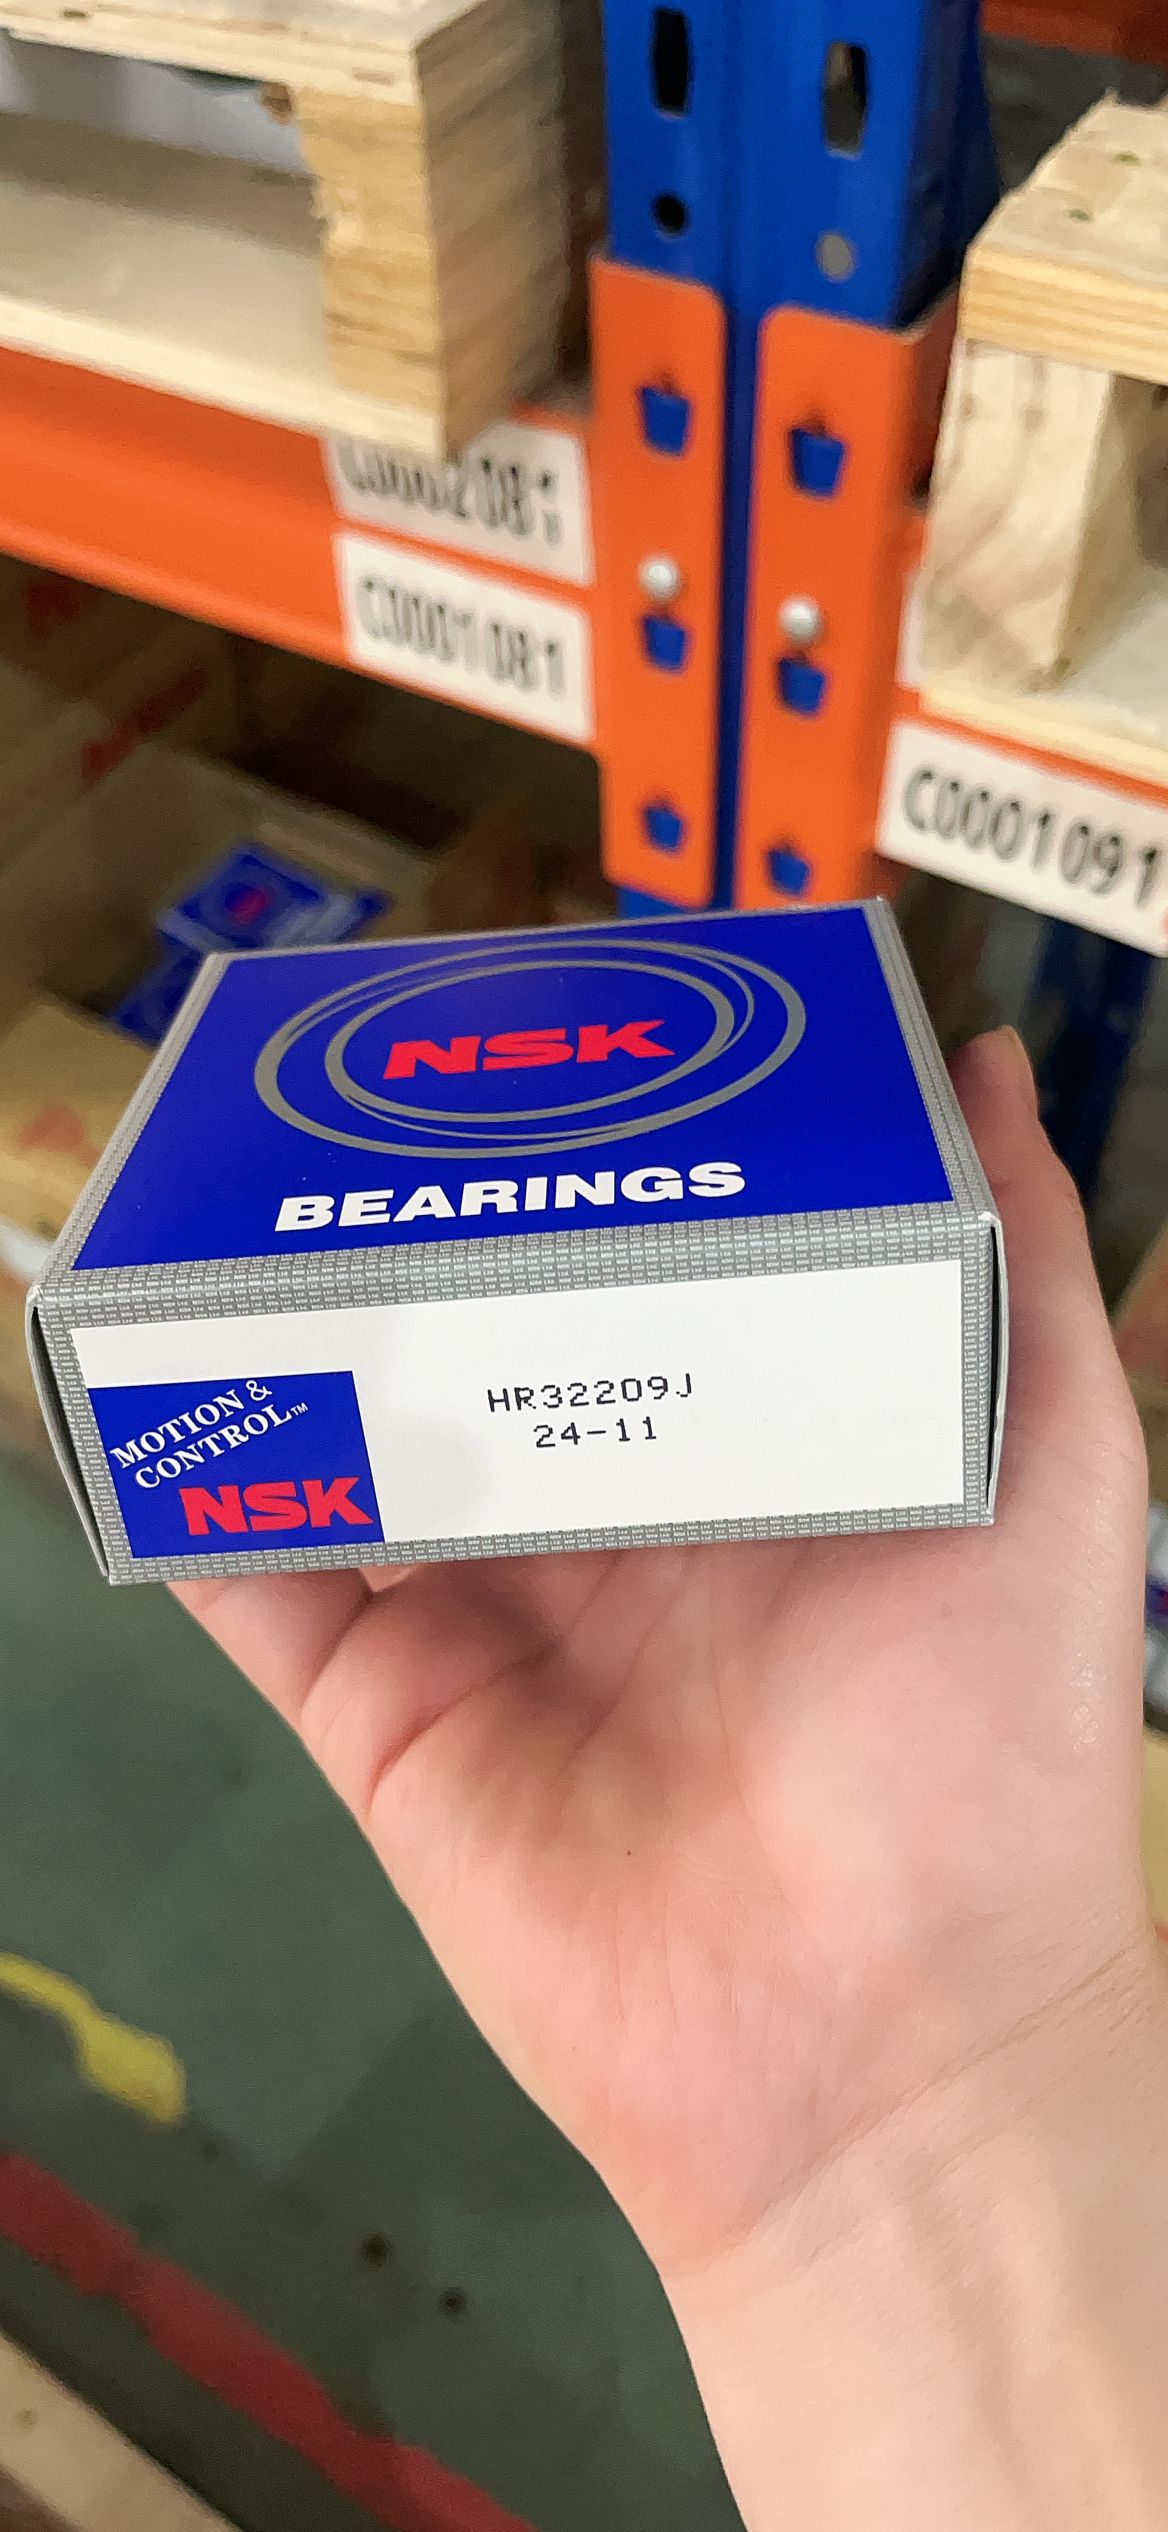 C0001081
C0001091
NSK
BEARINGS
MOTION &
CONTROL™
NSK
HR32209J
24-11